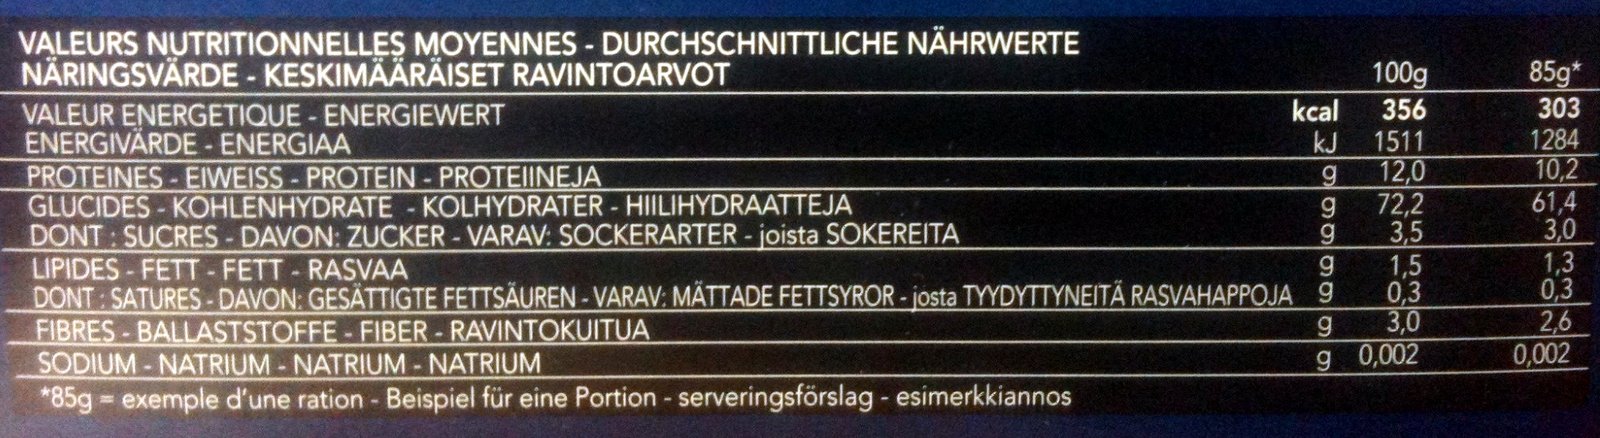 VALEURS NUTRITIONNELLES MOYENNES - DURCHSCHNITTLICHE NÄHRWERTE
NÄRINGSVÄRDE - KESKIMÄÄRÄISET RAVINTOARVOT 100g 85g*
VALEUR ENERGETIQUE - ENERGIEWERT kcal 356 303
ENERGIVÄRDE - ENERGIAA kJ 1511 1284
PROTEINES - EIWEISS - PROTEIN - PROTEIINEJA g 12,0 10,2
GLUCIDES - KOHLENHYDRATE - KOLHYDRATER - HIILIHYDRAATTEJA g 72,2 61,4
DONT : SUCRES - DAVON: ZUCKER - VARAV: SOCKERARTER - joista SOKEREITA g 3,5 3,0
LIPIDES - FETT - FETT - RASVAA g 1,5 1,3
DONT : SATURES - DAVON: GESÄTTIGTE FETTSÄUREN - VARAV: MÄTTADE FETTSYROR - josta TYYDYTTYNEITÄ RASVAHAPPOJA g 0,3 0,3
FIBRES - BALLASTSTOFFE - FIBER - RAVINTOKUITUA g 3,0 2,6
SODIUM - NATRIUM - NATRIUM - NATRIUM g 0,002 0,002
*85g = exemple d'une ration - Beispiel für eine Portion - serveringsförslag - esimerkkiannos